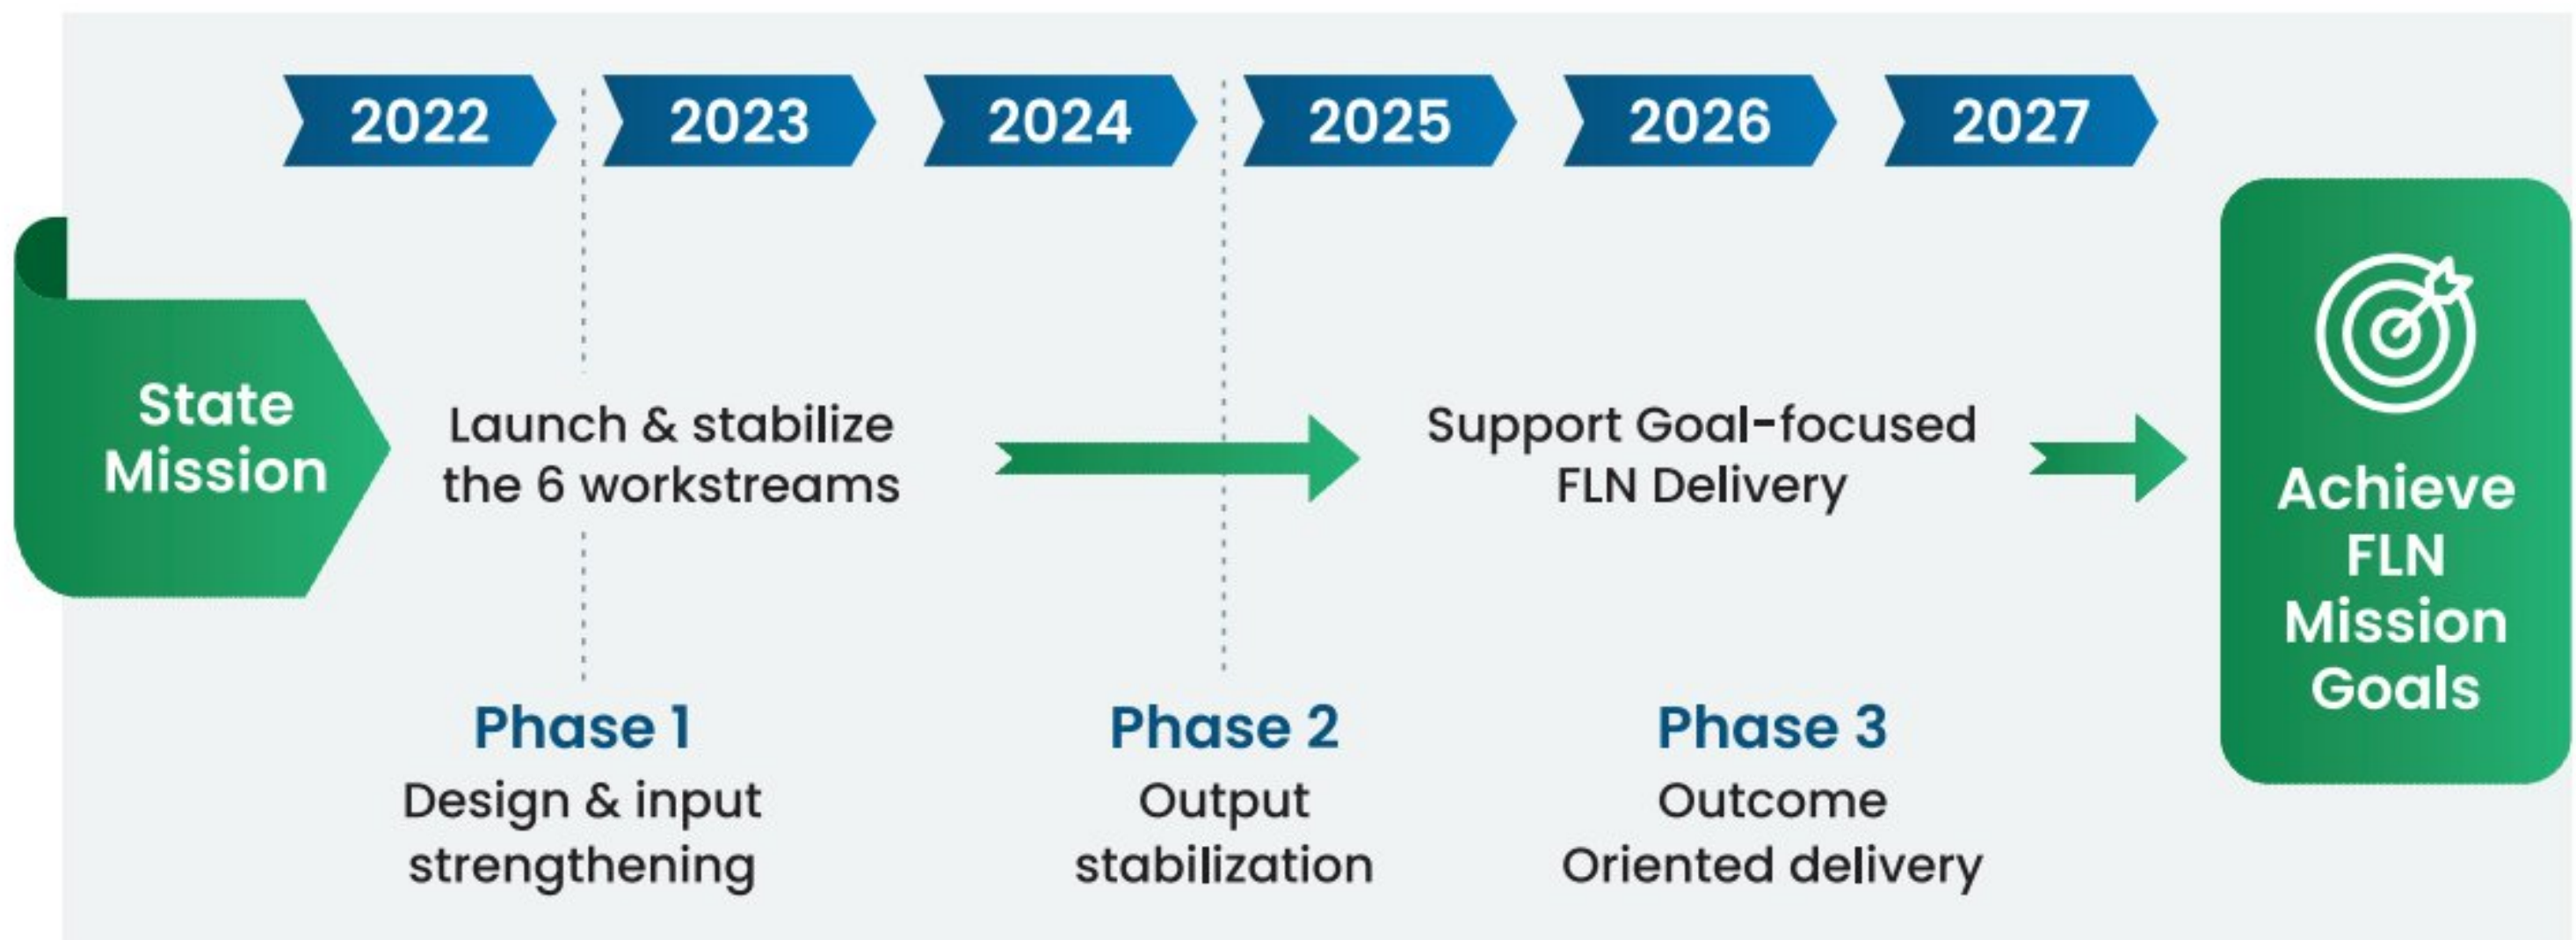 2022 2023 2024 2025 2026 2027
State
Mission
Launch & stabilize
the 6 workstreams
Support Goal-focused
FLN Delivery
Achieve
FLN
Mission
Goals
Phase 1
Design & input
strengthening
Phase 2
Output
stabilization
Phase 3
Outcome
Oriented delivery